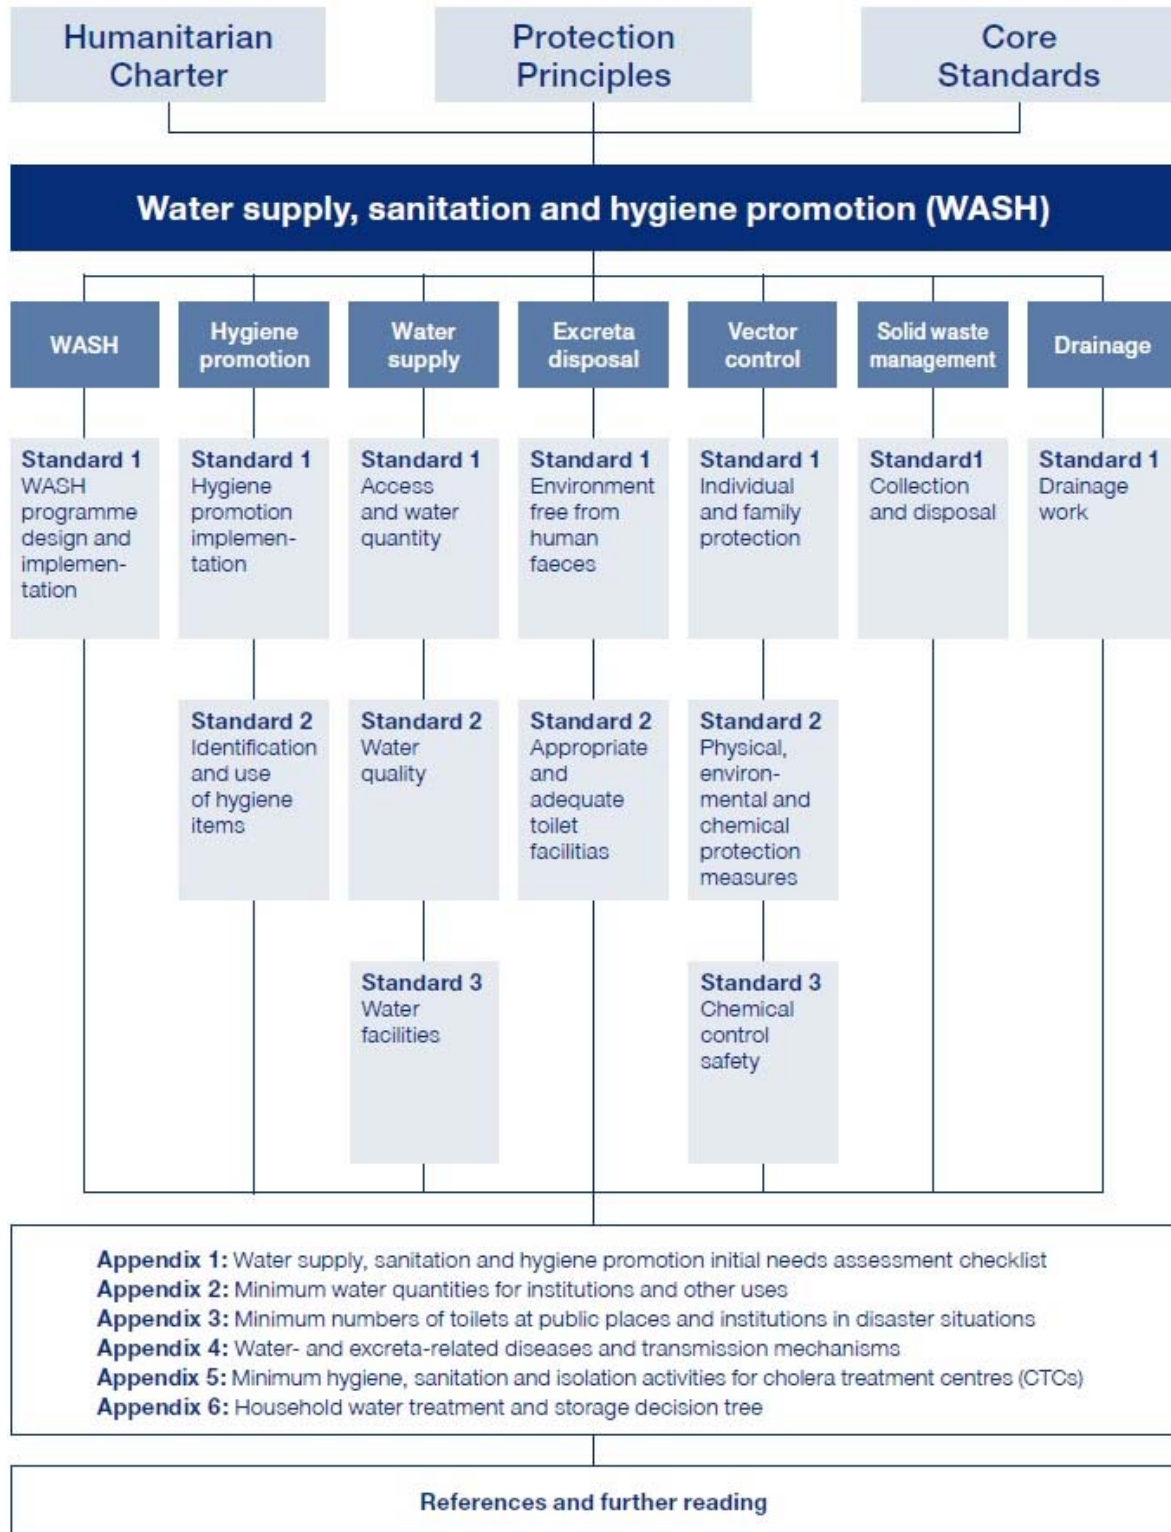 Humanitarian
Charter
Protection
Principles
Core
Standards
Water supply, sanitation and hygiene promotion (WASH)
WASH
Hygiene
promotion
Water
supply
Excreta
disposal
Vector
control
Solid waste
management
Drainage
Standard 1
WASH
programme
design and
implemen-
tation
Standard 1
Hygiene
promotion
implemen-
tation
Standard 1
Access
and water
quantity
Standard 1
Environment
free from
human
faeces
Standard 1
Individual
and family
protection
Standard1
Collection
and disposal
Standard 1
Drainage
work
Standard 2
Identification
and use
of hygiene
items
Standard 2
Water
quality
Standard 2
Appropriate
and
adequate
toilet
facilitias
Standard 2
Physical,
environ-
mental and
chemical
protection
measures
Standard 3
Water
facilities
Standard 3
Chemical
control
safety
Appendix 1: Water supply, sanitation and hygiene promotion initial needs assessment checklist
Appendix 2: Minimum water quantities for institutions and other uses
Appendix 3: Minimum numbers of toilets at public places and institutions in disaster situations
Appendix 4: Water- and excreta-related diseases and transmission mechanisms
Appendix 5: Minimum hygiene, sanitation and isolation activities for cholera treatment centres (CTCs)
Appendix 6: Household water treatment and storage decision tree
References and further reading